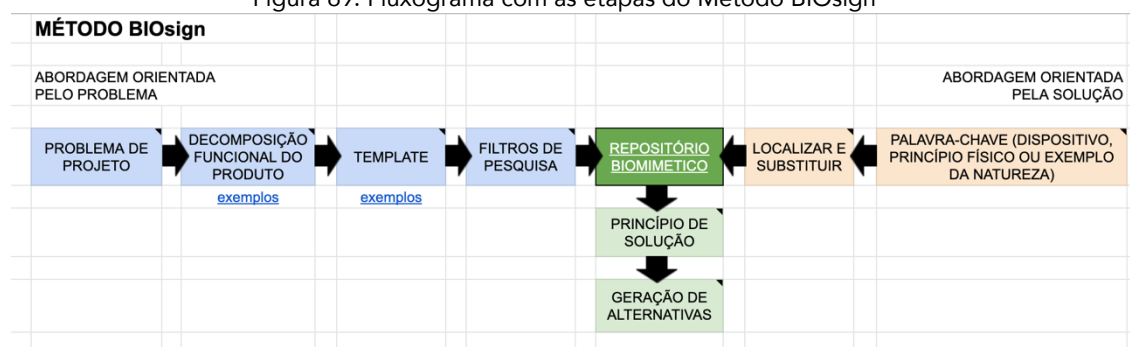 Figura 89: Fluxograma com as etapas do Método BIOsign
MÉTODO BIOsign
ABORDAGEM ORIENTADA
PELO PROBLEMA
ABORDAGEM ORIENTADA
PELA SOLUÇÃO
PROBLEMA DE
PROJETO
DECOMPOSIÇÃO
FUNCIONAL DO
PRODUTO
TEMPLATE
FILTROS DE
PESQUISA
REPOSITÓRIO
BIOMIMETICO
LOCALIZAR E
SUBSTITUIR
PALAVRA-CHAVE (DISPOSITIVO,
PRINCÍPIO FÍSICO OU EXEMPLO
DA NATUREZA)
exemplos
exemplos
PRINCÍPIO DE
SOLUÇÃO
GERAÇÃO DE
ALTERNATIVAS